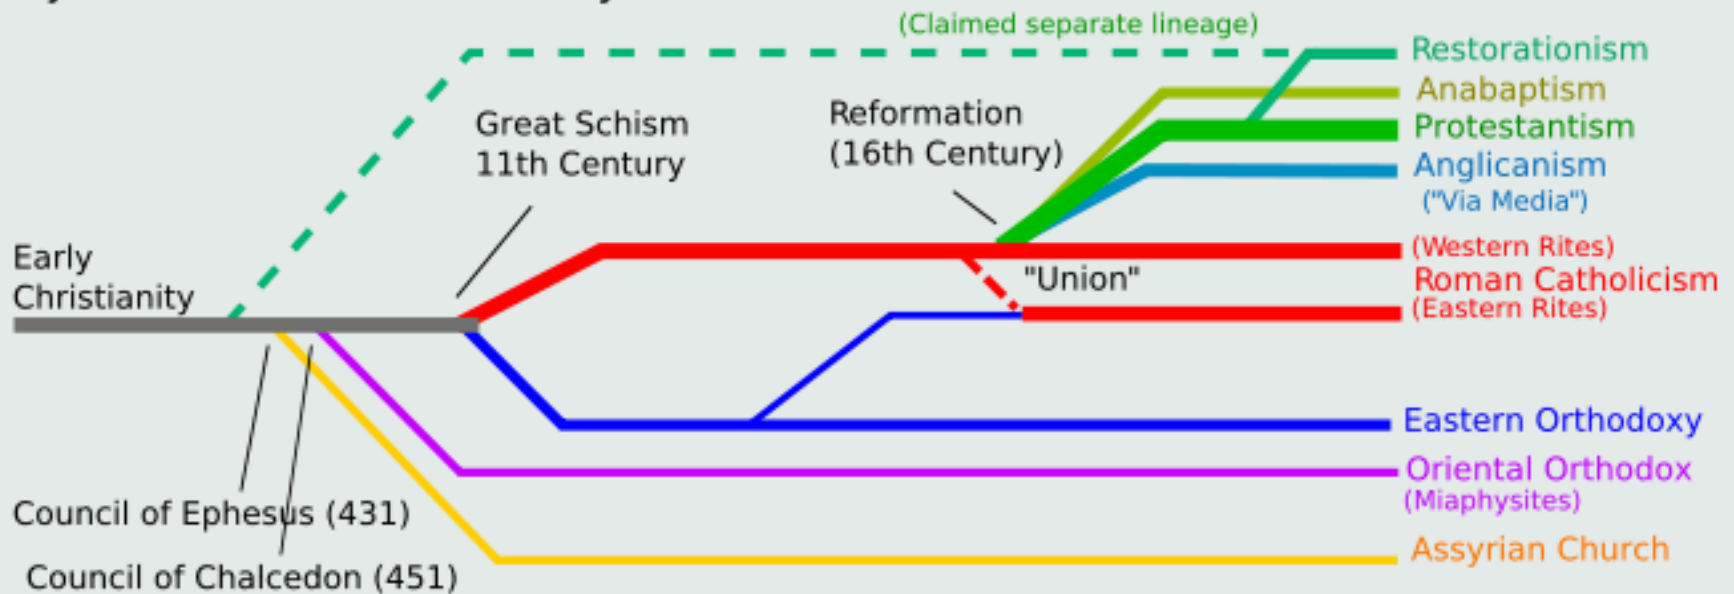 (Claimed separate lineage)
Restorationism
Anabaptism
Great Schism
11th Century
Reformation
(16th Century)
Protestantism
Anglicanism
("Via Media")
Early
Christianity
(Western Rites)
"Union"
Roman Catholicism
(Eastern Rites)
Eastern Orthodoxy
Oriental Orthodox
(Miaphysites)
Council of Ephesus (431)
Assyrian Church
Council of Chalcedon (451)